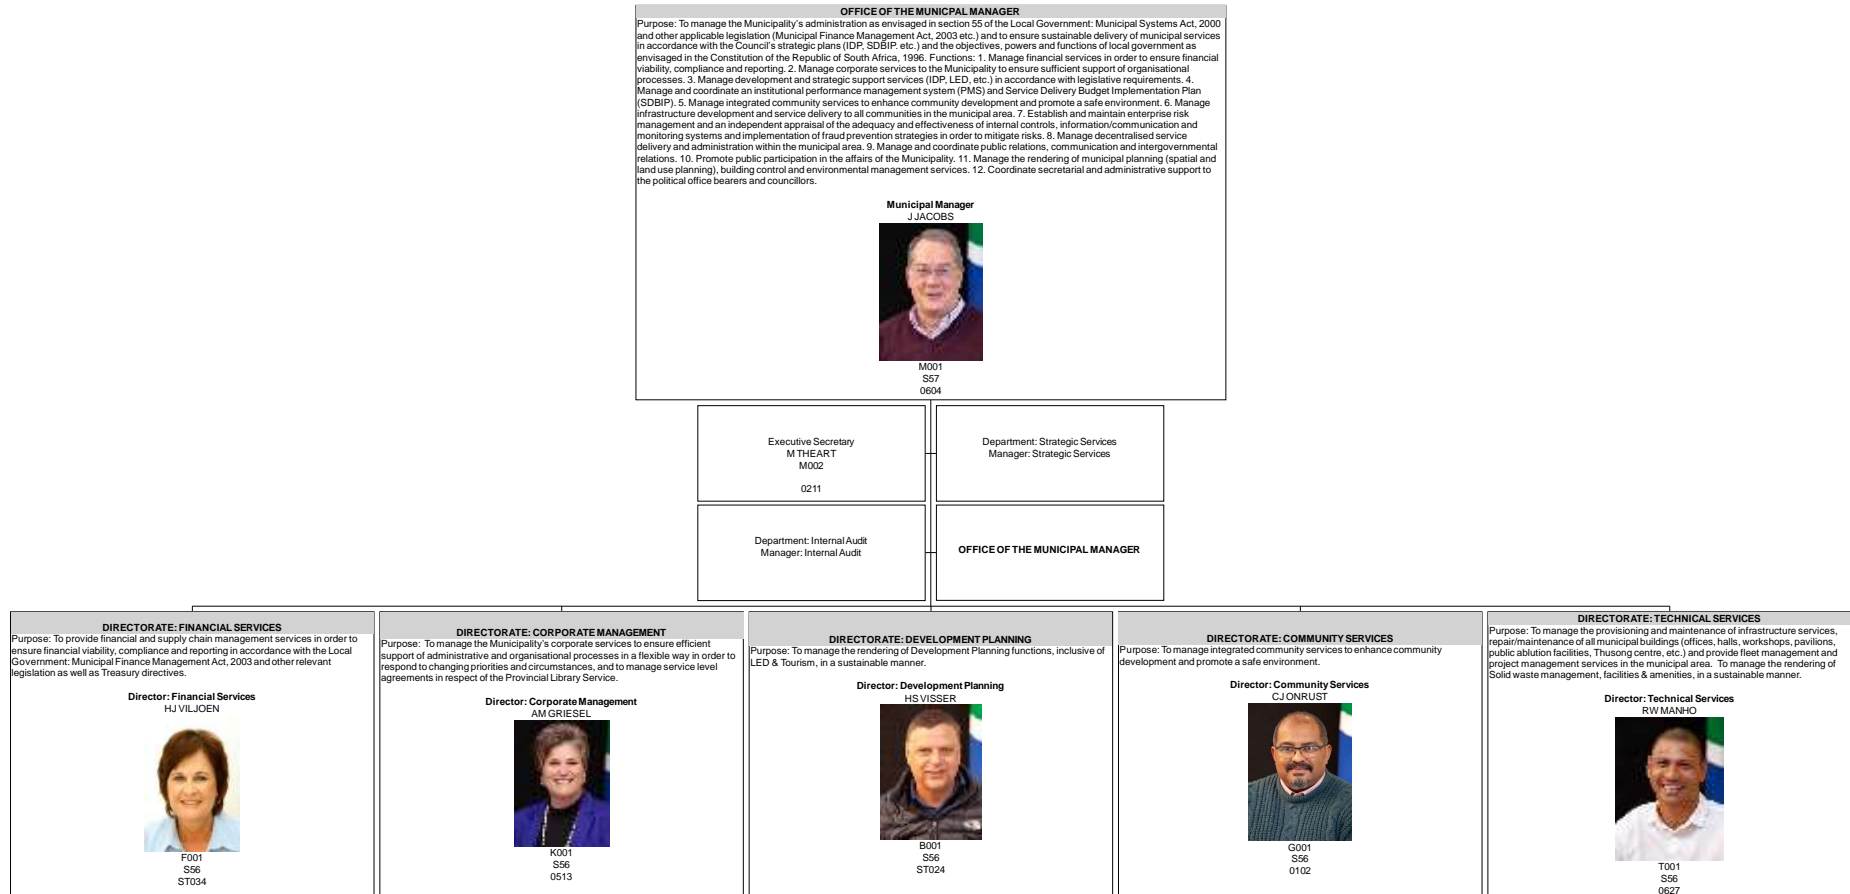 OFFICE OF THE MUNICPAL MANAGER
Purpose: To manage the Municipality's administration as envisaged in section 55 of the Local Government: Municipal Systems Act, 2000
and other applicable legislation (Municipal Finance Management Act, 2003 etc.) and to ensure sustainable delivery of municipal services
in accordance with the Council's strategic plans (IDP, SDBIP. etc.) and the objectives, powers and functions of local government as
envisaged in the Constitution of the Republic of South Africa, 1996. Functions: 1. Manage financial services in order to ensure financial
viability, compliance and reporting. 2. Manage corporate services to the Municipality to ensure sufficient support of organisational
processes. 3. Manage development and strategic support services (IDP, LED, etc.) in accordance with legislative requirements. 4.
Manage and coordinate an institutional performance management system (PMS) and Service Delivery Budget Implementation Plan
(SDBIP). 5. Manage integrated community services to enhance community development and promote a safe environment. 6. Manage
infrastructure development and service delivery to all communities in the municipal area. 7. Establish and maintain enterprise risk
management and an independent appraisal of the adequacy and effectiveness of internal controls, information/communication and
monitoring systems and implementation of fraud prevention strategies in order to mitigate risks. 8. Manage decentralised service
delivery and administration within the municipal area. 9. Manage and coordinate public relations, communication and intergovernmental
relations. 10. Promote public participation in the affairs of the Municipality. 11. Manage the rendering of municipal planning (spatial and
land use planning), building control and environmental management services. 12. Coordinate secretarial and administrative support to
the political office bearers and councillors.
Municipal Manager
J JACOBS
M001
S57
0604
Executive Secretary
M THEART
M002
0211
Department: Strategic Services
Manager: Strategic Services
Department: Internal Audit
Manager: Internal Audit
OFFICE OF THE MUNICIPAL MANAGER
DIRECTORATE: FINANCIAL SERVICES
Purpose: To provide financial and supply chain management services in order to
ensure financial viability, compliance and reporting in accordance with the Local
Government: Municipal Finance Management Act, 2003 and other relevant
legislation as well as Treasury directives.
Director: Financial Services
HJ VILJOEN
F001
S56
ST034
DIRECTORATE: CORPORATE MANAGEMENT
Purpose: To manage the Municipality's corporate services to ensure efficient
support of administrative and organisational processes in a flexible way in order to
respond to changing priorities and circumstances, and to manage service level
agreements in respect of the Provincial Library Service.
Director: Corporate Management
AM GRIESEL
K001
S56
0513
DIRECTORATE: DEVELOPMENT PLANNING
Purpose: To manage the rendering of Development Planning functions, inclusive of
LED & Tourism, in a sustainable manner.
Director: Development Planning
HS VISSER
B001
S56
ST024
DIRECTORATE: COMMUNITY SERVICES
Purpose: To manage integrated community services to enhance community
development and promote a safe environment.
Director: Community Services
CJ ONRUST
G001
S56
0102
DIRECTORATE: TECHNICAL SERVICES
Purpose: To manage the provisioning and maintenance of infrastructure services,
repair/maintenance of all municipal buildings (offices, halls, workshops, pavilions,
public ablution facilities, Thusong centre, etc.) and provide fleet management and
project management services in the municipal area. To manage the rendering of
Solid waste management, facilities & amenities, in a sustainable manner.
Director: Technical Services
RW MANHO
T001
S56
0627